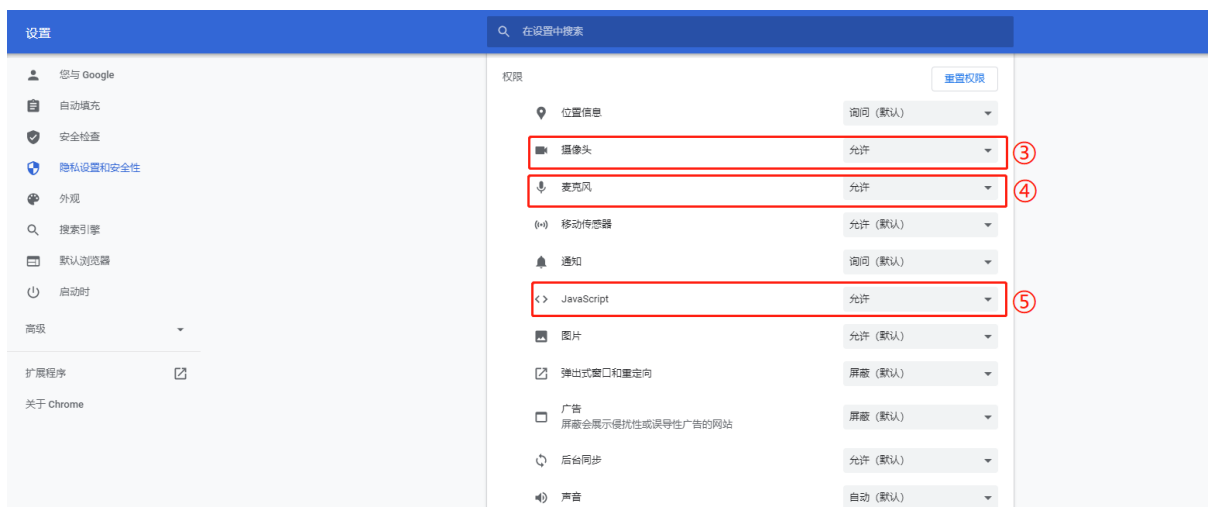 设置
在设置中搜索
您与 Google
自动填充
安全检查
隐私设置和安全性
外观
搜索引擎
默认浏览器
启动时
高级
扩展程序
关于 Chrome
权限
重置权限
位置信息 询问（默认）
摄像头 允许 ③
麦克风 允许 ④
移动传感器 允许（默认）
通知 询问（默认）
JavaScript 允许 ⑤
图片 允许（默认）
弹出式窗口和重定向 屏蔽（默认）
广告 屏蔽（默认）
屏蔽会展示侵扰性或误导性广告的网站
后台同步 允许（默认）
声音 自动（默认）